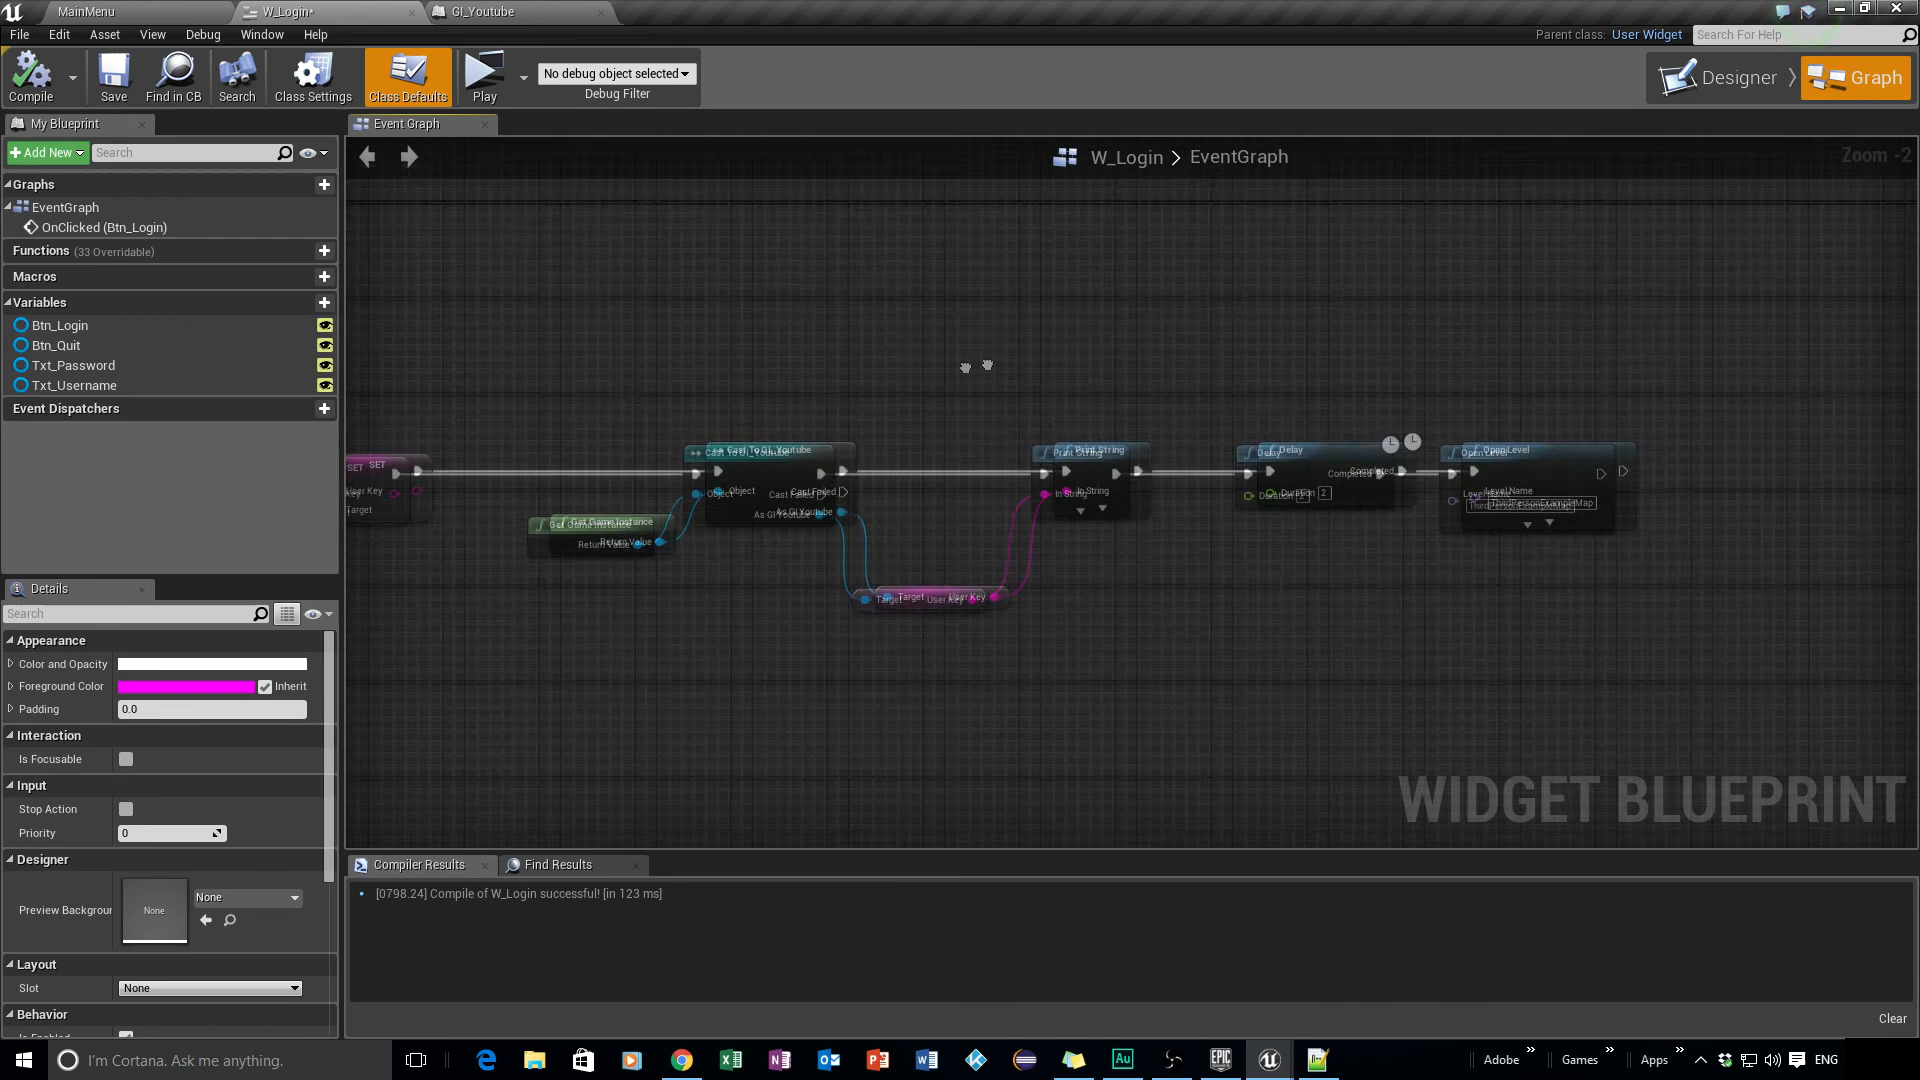 MainMenu
W_Login*
GI_Youtube
File Edit Asset View Debug Window Help
Parent class: User Widget
Search For Help
Compile
Save
Find in CB
Search
Class Settings
Class Defaults
Play
No debug object selected
Debug Filter
Designer
Graph
My Blueprint
Event Graph
Add New
Search
W_Login > EventGraph
Zoom -2
Graphs
EventGraph
OnClicked (Btn_Login)
Functions (33 Overridable)
Macros
Variables
Btn_Login
Btn_Quit
Txt_Password
Txt_Username
Event Dispatchers
SET SET
User Key
Target
Cast To GI_Youtube
Object
Cast Failed
As GI Youtube
Get Game Instance
Return Value
Target
User Key
Print String
In String
Delay
Completed
Duration 2
Open Level
Level Name
ThirdPersonExampleMap
WIDGET BLUEPRINT
Details
Search
Appearance
Color and Opacity
Foreground Color
Inherit
Padding
0.0
Interaction
Is Focusable
Input
Stop Action
Priority
0
Designer
Preview Backgrour
None
None
Layout
Slot
None
Behavior
Compiler Results
Find Results
[0798.24] Compile of W_Login successful! [in 123 ms]
Clear
I'm Cortana. Ask me anything.
Adobe
Games
Apps
ENG